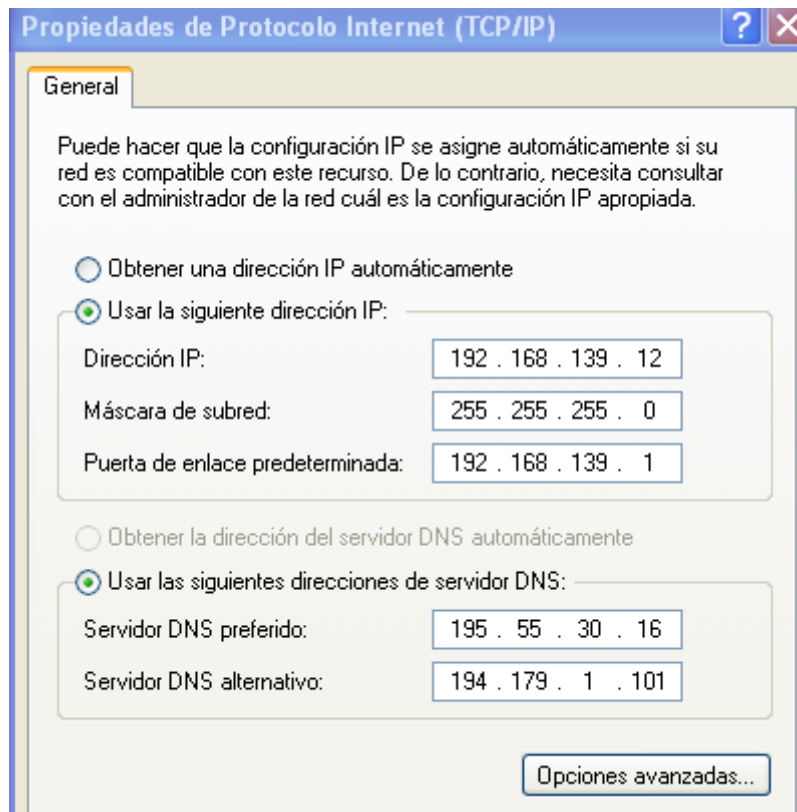 Propiedades de Protocolo Internet (TCP/IP)
General
Puede hacer que la configuración IP se asigne automáticamente si su
red es compatible con este recurso. De lo contrario, necesita consultar
con el administrador de la red cuál es la configuración IP apropiada.
Obtener una dirección IP automáticamente
Usar la siguiente dirección IP:
Dirección IP: 192 . 168 . 139 . 12
Máscara de subred: 255 . 255 . 255 . 0
Puerta de enlace predeterminada: 192 . 168 . 139 . 1
Obtener la dirección del servidor DNS automáticamente
Usar las siguientes direcciones de servidor DNS:
Servidor DNS preferido: 195 . 55 . 30 . 16
Servidor DNS alternativo: 194 . 179 . 1 . 101
Opciones avanzadas...